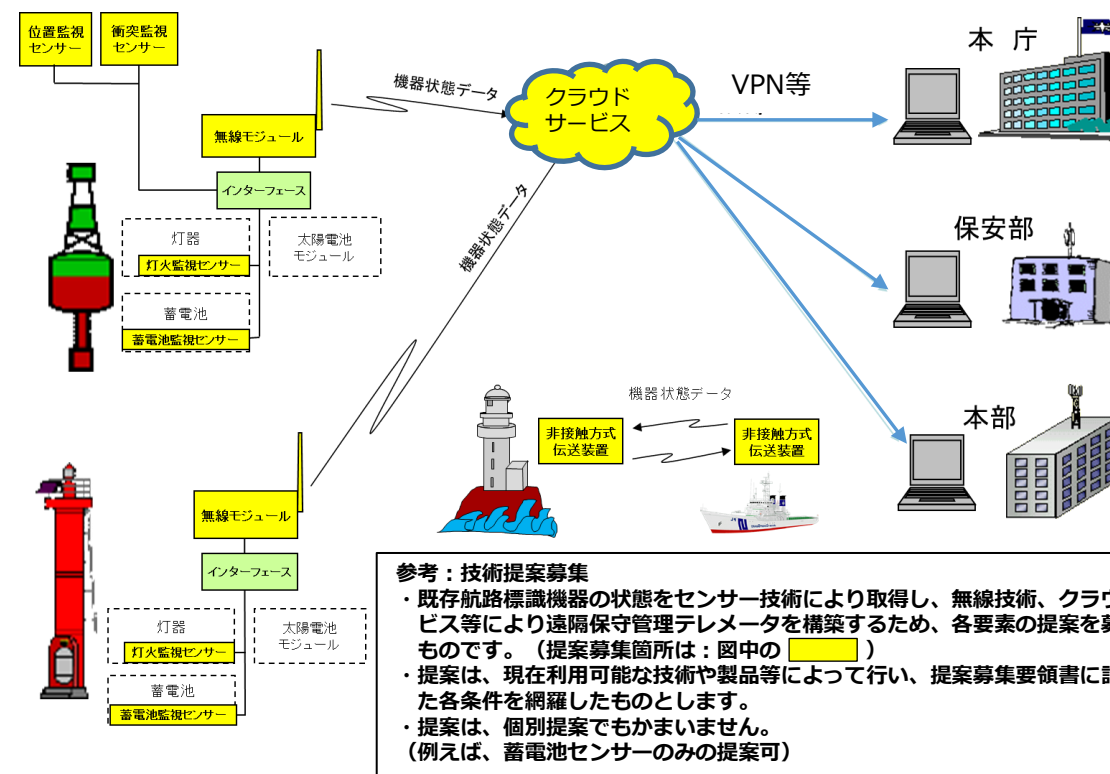 位置監視
センサー
衝突監視
センサー
無線モジュール
インターフェース
灯器
灯火監視センサー
太陽電池
モジュール
蓄電池
蓄電池監視センサー
機器状態データ
クラウド
サービス
VPN等
本 庁
保安部
本部
機器状態データ
機器状態データ
非接触方式
伝送装置
非接触方式
伝送装置
無線モジュール
インターフェース
灯器
灯火監視センサー
太陽電池
モジュール
蓄電池
蓄電池監視センサー
参考：技術提案募集
・既存航路標識機器の状態をセンサー技術により取得し、無線技術、クラウ
ビス等により遠隔保守管理テレメータを構築するため、各要素の提案を募
ものです。（提案募集箇所は：図中の ）
・提案は、現在利用可能な技術や製品等によって行い、提案募集要領書に
た各条件を網羅したものとします。
・提案は、個別提案でもかまいません。
（例えば、蓄電池センサーのみの提案可）